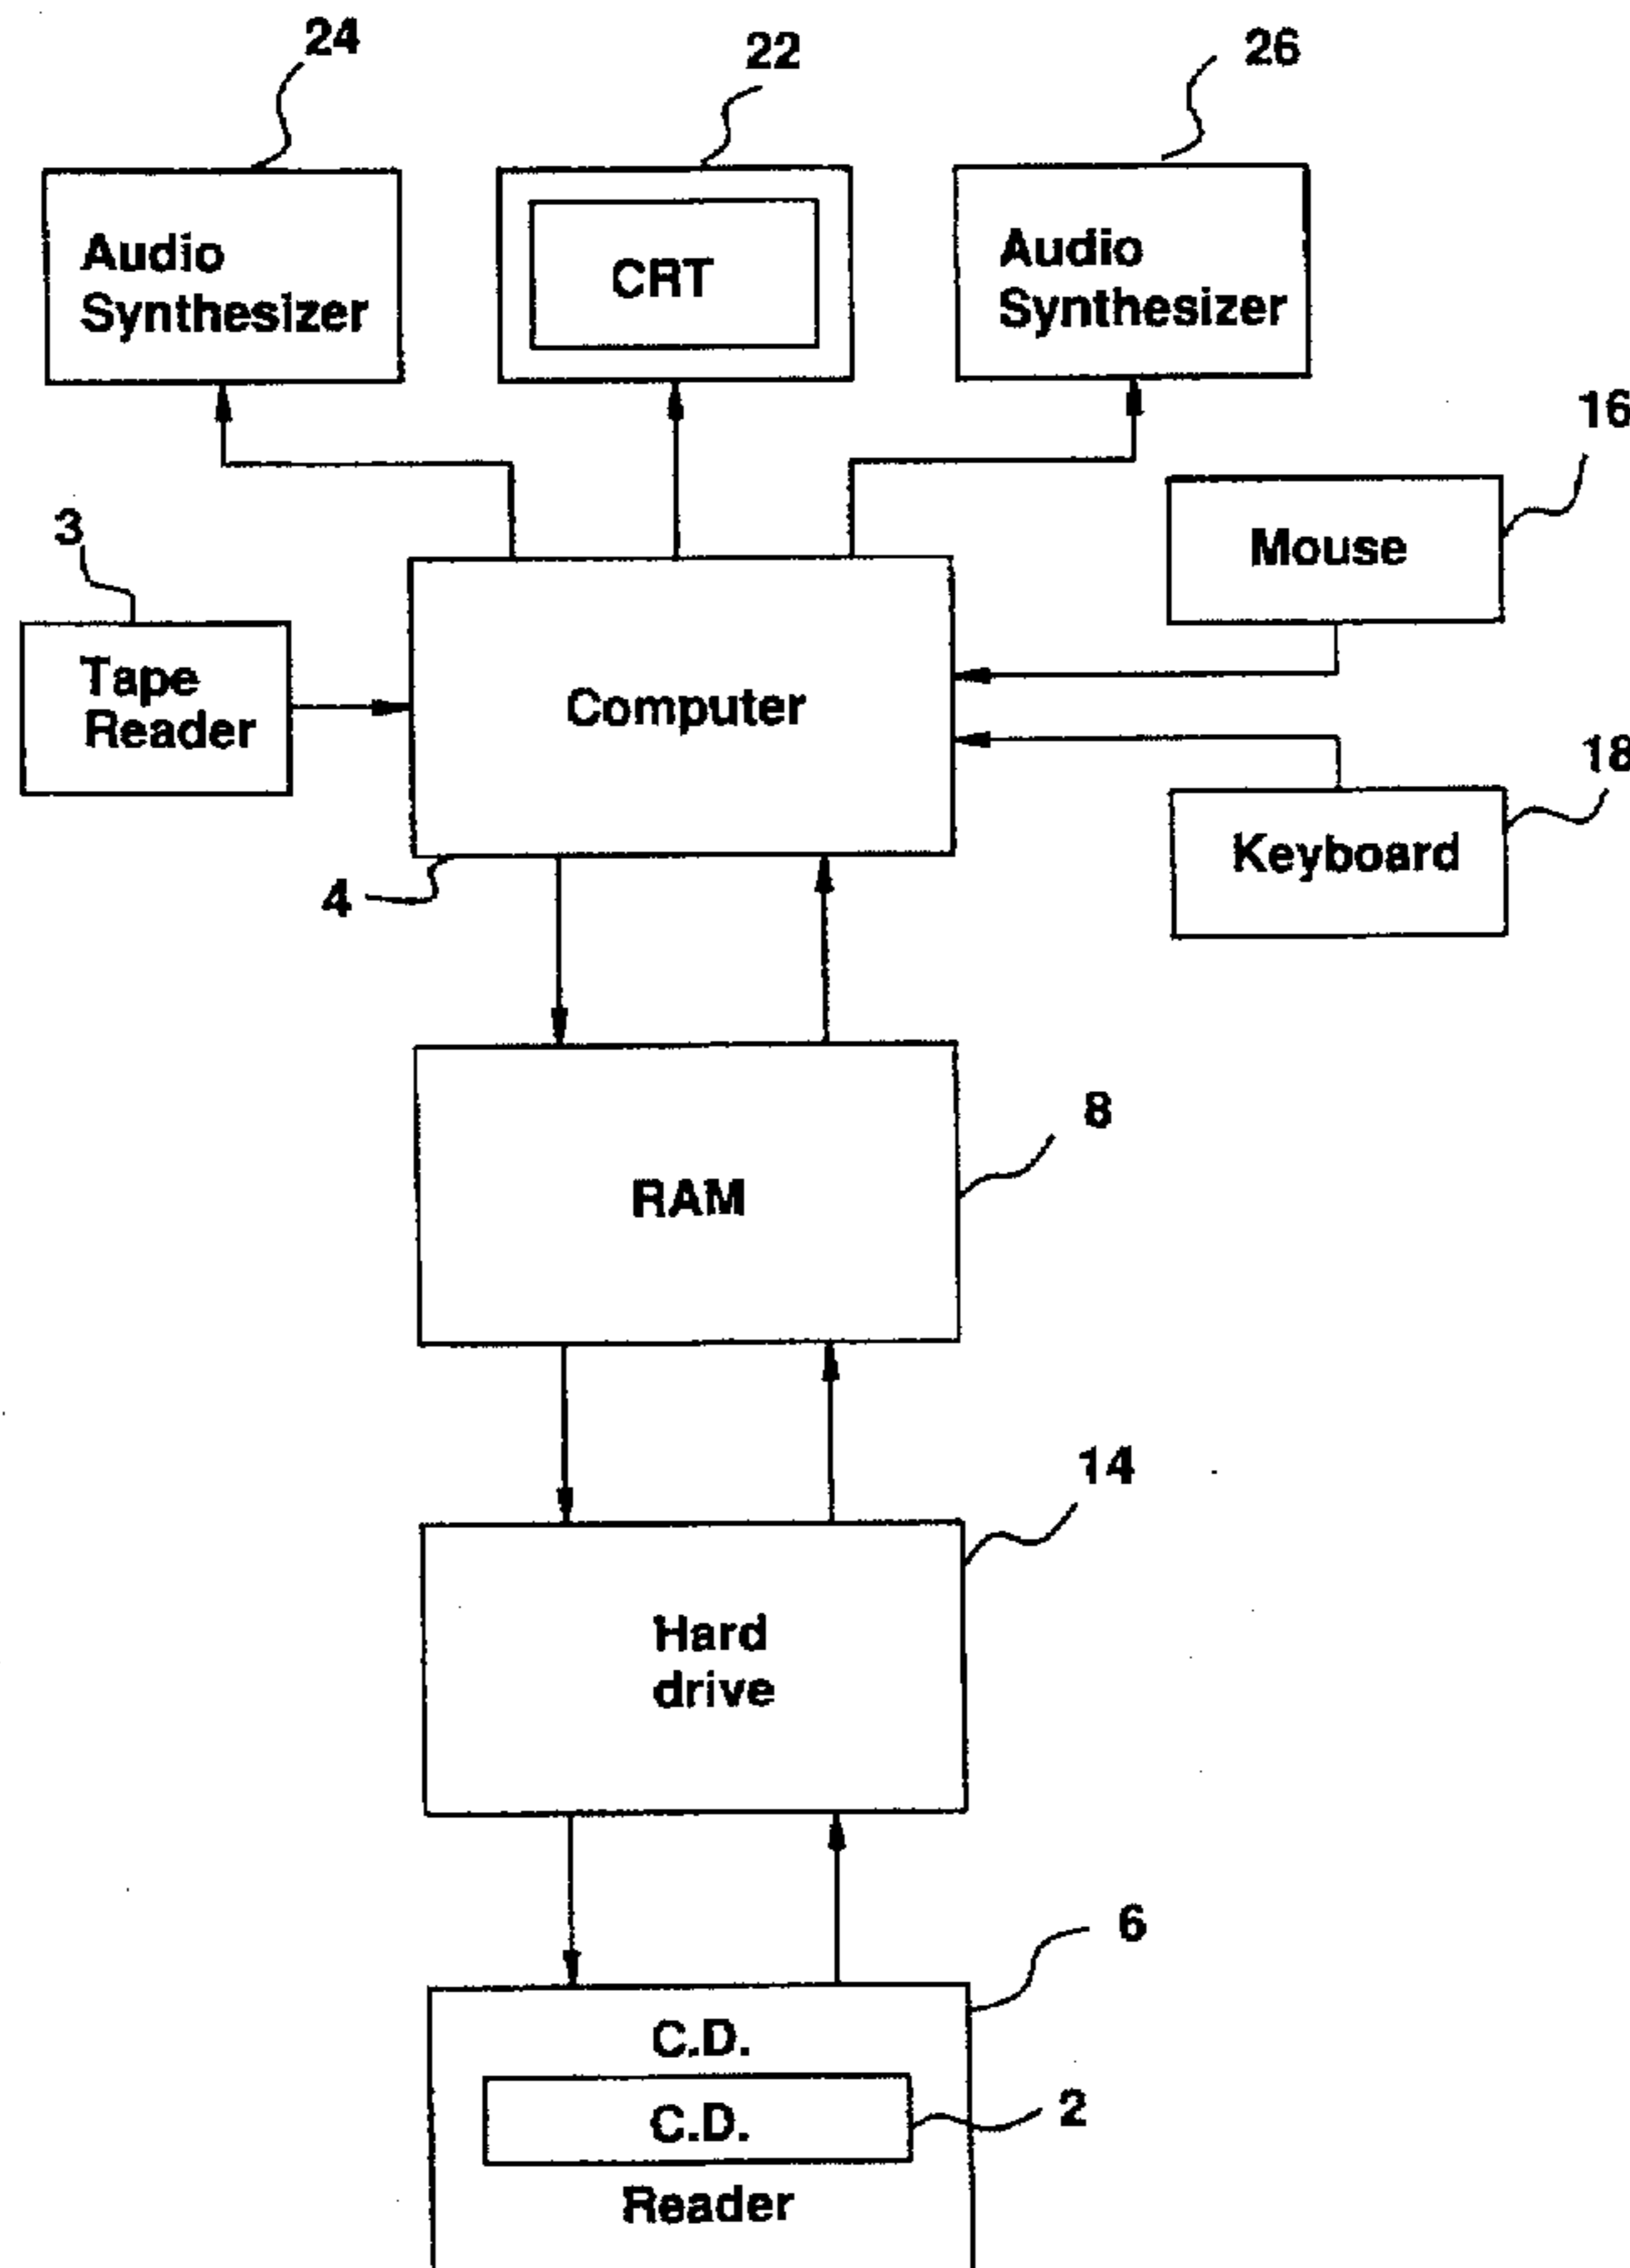 24
22
26
Audio
Synthesizer
CRT
Audio
Synthesizer
16
Mouse
3
Tape
Reader
Computer
18
Keyboard
4
8
RAM
14
Hard
drive
6
C.D.
2
C.D.
Reader